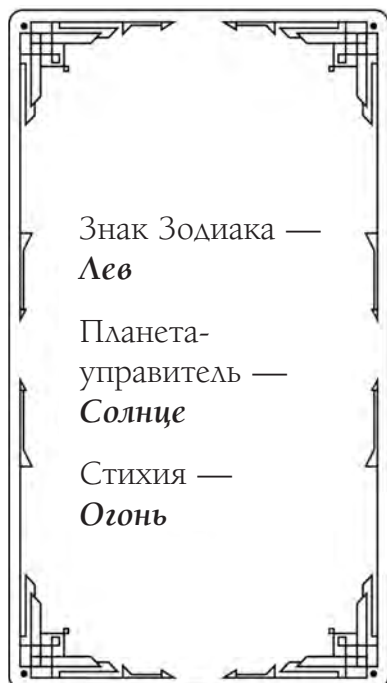 Знак Зодиака —
Лев
Планета-
управитель —
Солнце
Стихия —
Огонь